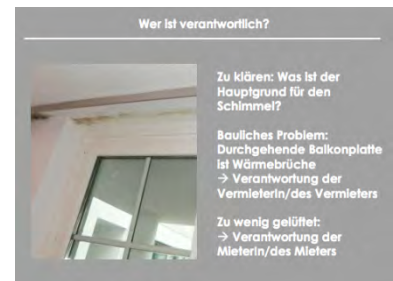 Wer ist verantwortlich?
Zu klären: Was ist der
Hauptgrund für den
Schimmel?
Bauliches Problem:
Durchgehende Balkonplatte
ist Wärmebrüche
→ Verantwortung der
Vermieterin/des Vermieters
Zu wenig gelüftet:
→ Verantwortung der
Mieterin/des Mieters